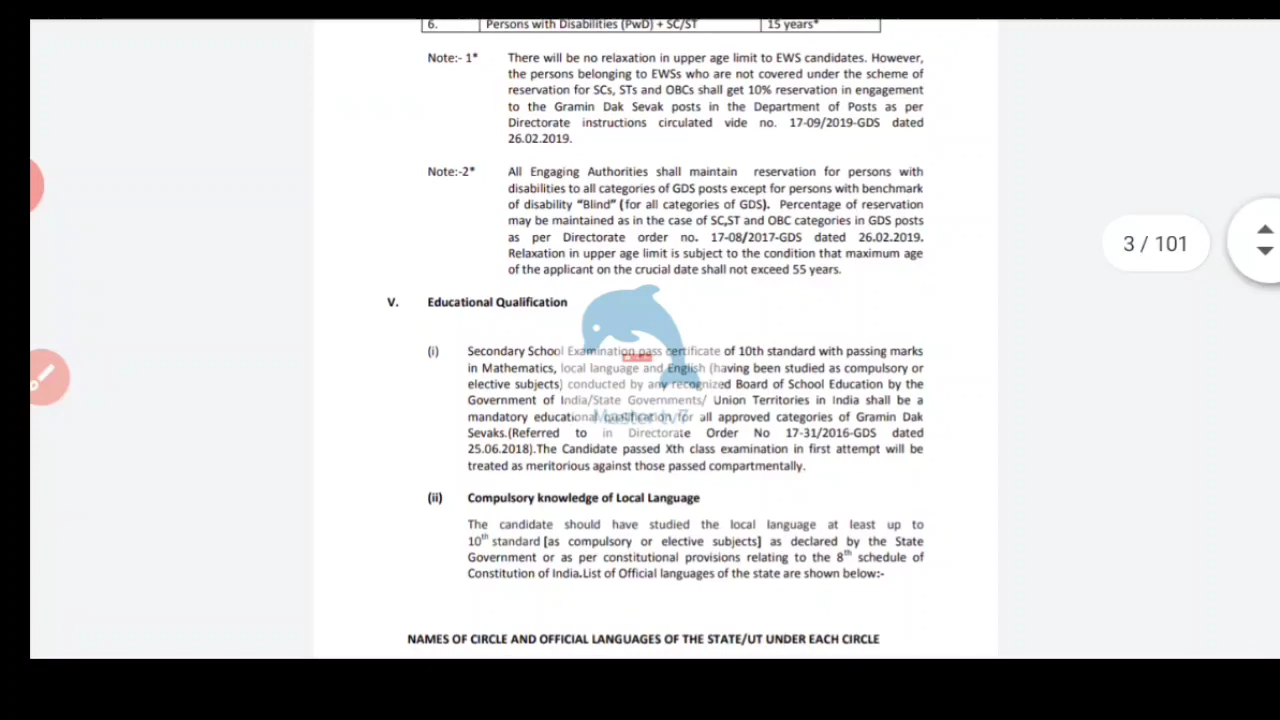 6. Persons with Disabilities (PwD) + SC/ST 15 years*
Note:- 1* There will be no relaxation in upper age limit to EWS candidates. However,
the persons belonging to EWSs who are not covered under the scheme of
reservation for SCs, STs and OBCs shall get 10% reservation in engagement
to the Gramin Dak Sevak posts in the Department of Posts as per
Directorate instructions circulated vide no. 17-09/2019-GDS dated
26.02.2019.
Note:-2* All Engaging Authorities shall maintain reservation for persons with
disabilities to all categories of GDS posts except for persons with benchmark
of disability “Blind” (for all categories of GDS). Percentage of reservation
may be maintained as in the case of SC,ST and OBC categories in GDS posts
as per Directorate order no. 17-08/2017-GDS dated 26.02.2019.
Relaxation in upper age limit is subject to the condition that maximum age
of the applicant on the crucial date shall not exceed 55 years.
3 / 101
V. Educational Qualification
(i) Secondary School Examination pass certificate of 10th standard with passing marks
in Mathematics, local language and English (having been studied as compulsory or
elective subjects) conducted by any recognized Board of School Education by the
Government of India/State Governments/ Union Territories in India shall be a
mandatory educational qualification for all approved categories of Gramin Dak
Sevaks.(Referred to in Directorate Order No 17-31/2016-GDS dated
25.06.2018).The Candidate passed Xth class examination in first attempt will be
treated as meritorious against those passed compartmentally.
Master tv7
(ii) Compulsory knowledge of Local Language
The candidate should have studied the local language at least up to
10th standard [as compulsory or elective subjects] as declared by the State
Government or as per constitutional provisions relating to the 8th schedule of
Constitution of India.List of Official languages of the state are shown below:-
NAMES OF CIRCLE AND OFFICIAL LANGUAGES OF THE STATE/UT UNDER EACH CIRCLE